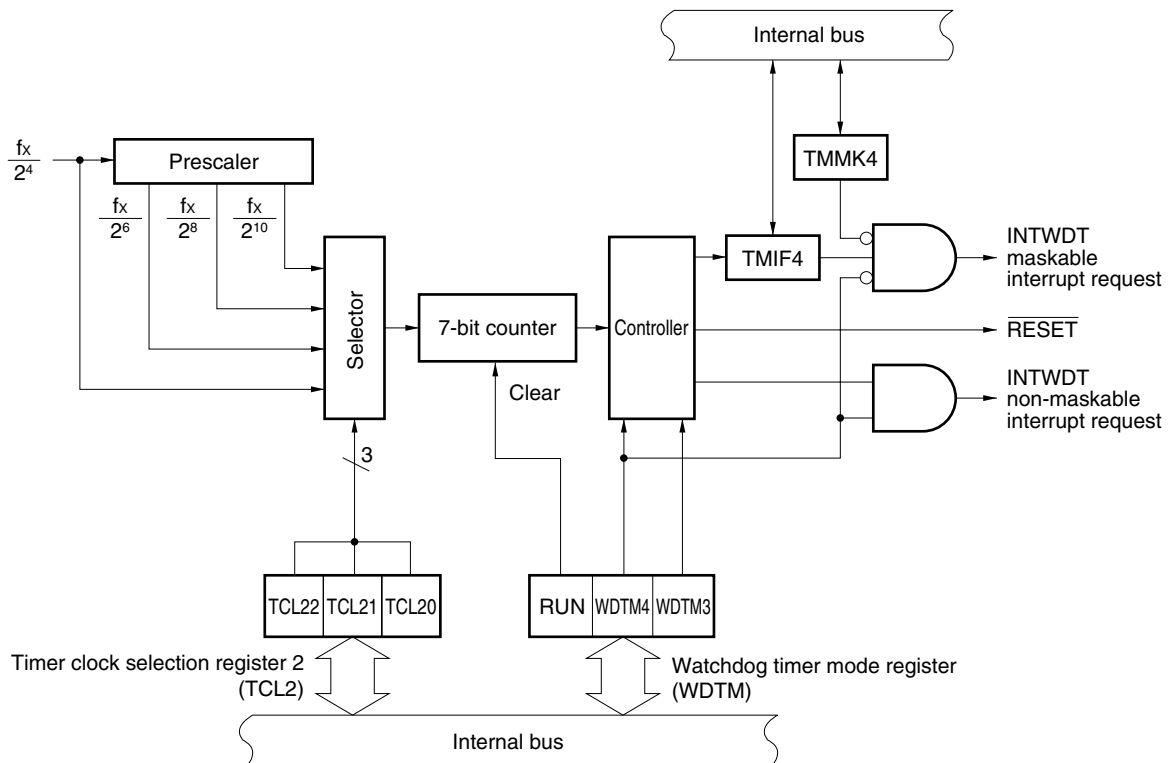 Internal bus
fx
2⁴
Prescaler
TMMK4
fx
2⁶
fx
2⁸
fx
2¹⁰
INTWDT
maskable
interrupt request
TMIF4
Selector
7-bit counter
Controller
RESET
Clear
INTWDT
non-maskable
interrupt request
3
TCL22 TCL21 TCL20
RUN WDTM4 WDTM3
Timer clock selection register 2
(TCL2)
Watchdog timer mode register
(WDTM)
Internal bus